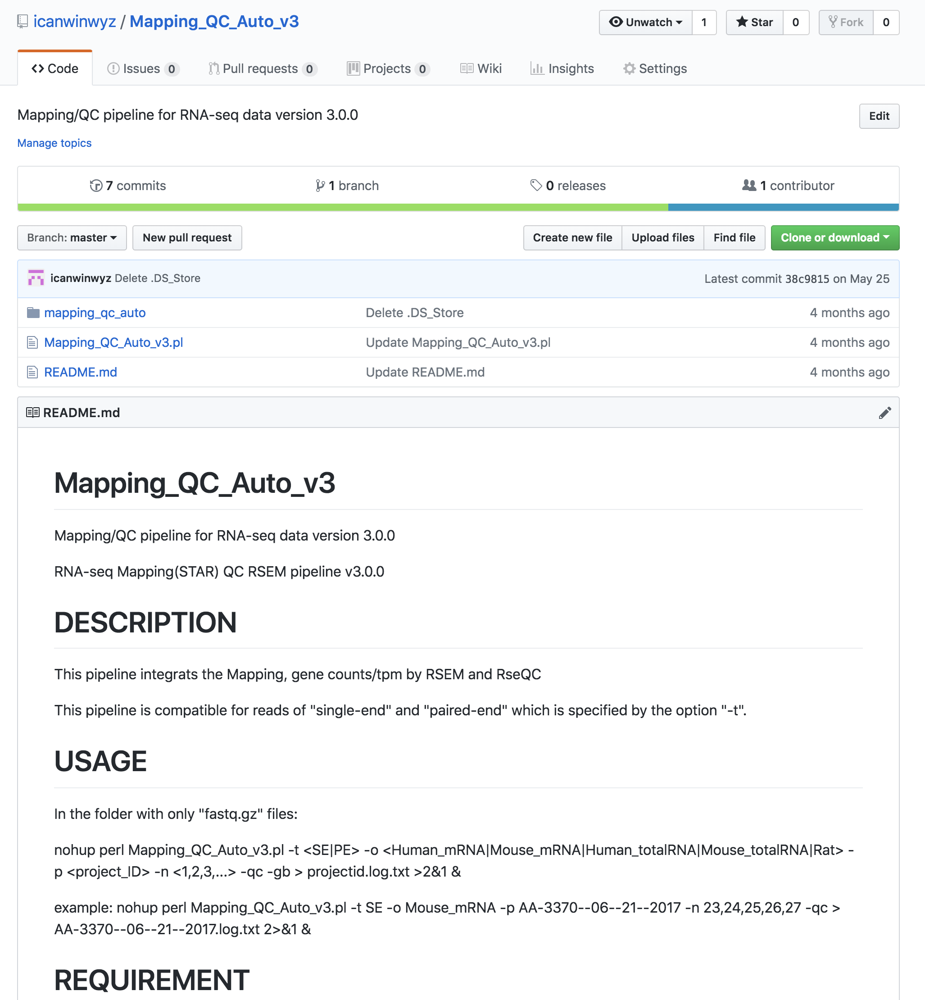 icanwinwyz / Mapping_QC_Auto_v3
Unwatch 1 Star 0 Fork 0
Code Issues 0 Pull requests 0 Projects 0 Wiki Insights Settings
Mapping/QC pipeline for RNA-seq data version 3.0.0
Edit
Manage topics
7 commits 1 branch 0 releases 1 contributor
Branch: master New pull request Create new file Upload files Find file Clone or download
icanwinwyz Delete .DS_Store Latest commit 38c9815 on May 25
mapping_qc_auto Delete .DS_Store 4 months ago
Mapping_QC_Auto_v3.pl Update Mapping_QC_Auto_v3.pl 4 months ago
README.md Update README.md 4 months ago
README.md
Mapping_QC_Auto_v3
Mapping/QC pipeline for RNA-seq data version 3.0.0
RNA-seq Mapping(STAR) QC RSEM pipeline v3.0.0
DESCRIPTION
This pipeline integrats the Mapping, gene counts/tpm by RSEM and RseQC
This pipeline is compatible for reads of "single-end" and "paired-end" which is specified by the option "-t".
USAGE
In the folder with only "fastq.gz" files:
nohup perl Mapping_QC_Auto_v3.pl -t <SE|PE> -o <Human_mRNA|Mouse_mRNA|Human_totalRNA|Mouse_totalRNA|Rat> -
p <project_ID> -n <1,2,3,...> -qc -gb > projectid.log.txt >2&1 &
example: nohup perl Mapping_QC_Auto_v3.pl -t SE -o Mouse_mRNA -p AA-3370--06--21--2017 -n 23,24,25,26,27 -qc >
AA-3370--06--21--2017.log.txt 2>&1 &
REQUIREMENT